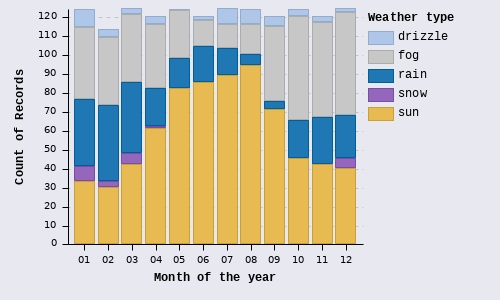 Weather type
drizzle
fog
rain
snow
sun
Count of Records
120
110
100
90
80
70
60
50
40
30
20
10
0
01 02 03 04 05 06 07 08 09 10 11 12
Month of the year